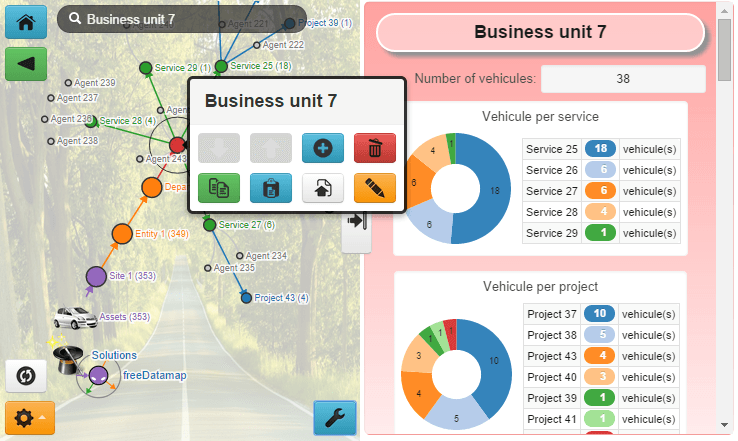 Business unit 7
Agent 221
Project 39 (1)
Agent 222
Service 29 (1)
Service 25 (18)
Agent 239
Agent 237
Agent 236
Service 28 (4)
Agent 238
Agent 243
Depa
Entity 1 (349)
Site 1 (353)
Assets (353)
Solutions
freeDatamap
Business unit 7
Service 27 (6)
Agent 234
Agent 235
Project 43 (4)
Business unit 7
Number of vehicules:
38
Vehicule per service
18
6
6
4
1
Service 25 18 vehicule(s)
Service 26 6 vehicule(s)
Service 27 6 vehicule(s)
Service 28 4 vehicule(s)
Service 29 1 vehicule(s)
Vehicule per project
10
5
4
3
1
1
1
Project 37 10 vehicule(s)
Project 38 5 vehicule(s)
Project 43 4 vehicule(s)
Project 40 3 vehicule(s)
Project 39 1 vehicule(s)
Project 41 1 vehicule(s)